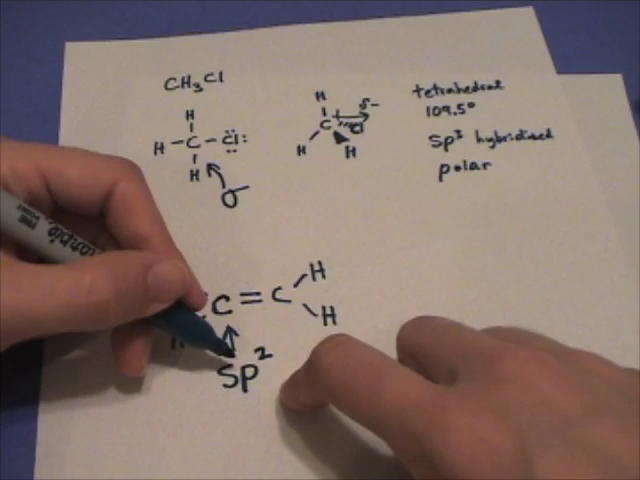 CH3Cl
H
H - C - Cl:
H
σ
H
C Cl δ-
H H
tetrahedral
109.5°
Sp³ hybridized
polar
C = C H
H H
Sp²